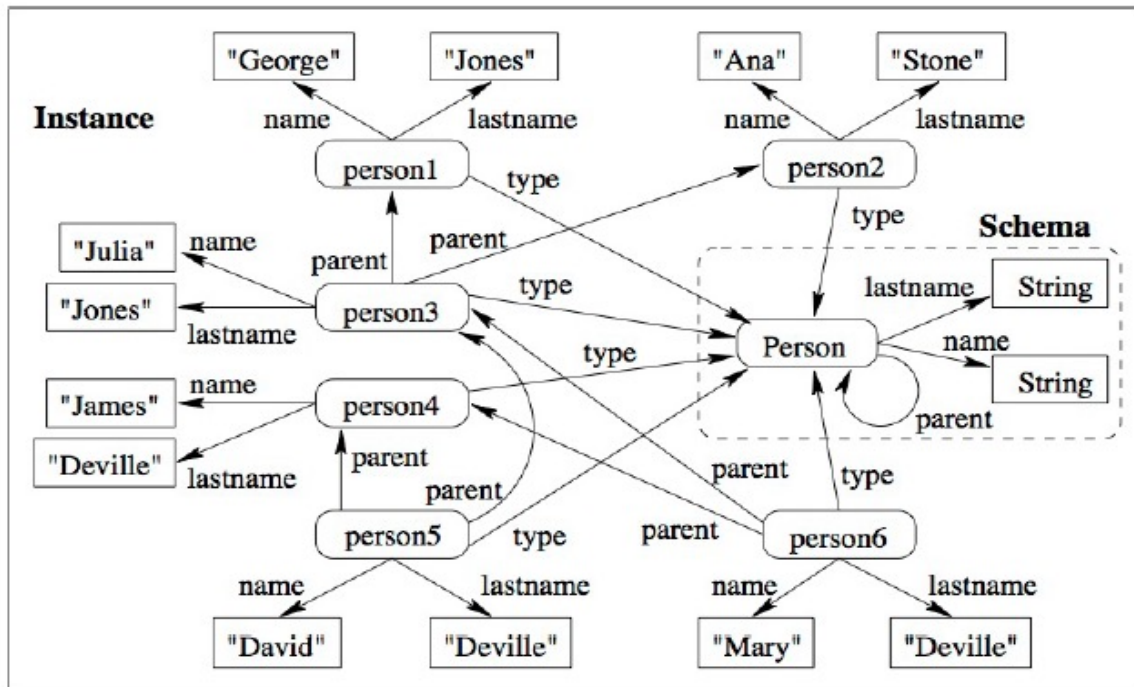 "George"
"Jones"
"Ana"
"Stone"
Instance
name
lastname
name
lastname
person1
person2
type
type
Schema
"Julia"
name
parent
parent
lastname
String
"Jones"
lastname
person3
type
Person
name
String
type
parent
"James"
name
person4
"Deville"
lastname
parent
parent
parent
type
parent
person5
type
person6
name
lastname
name
lastname
"David"
"Deville"
"Mary"
"Deville"